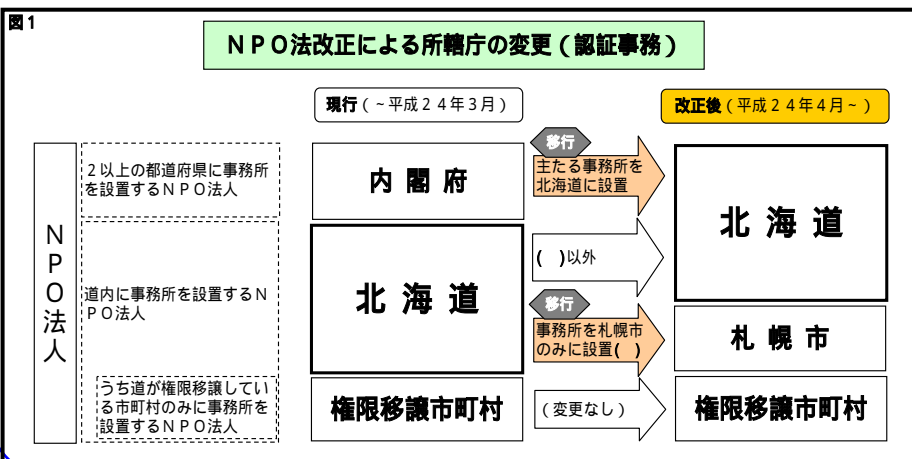 図1
NPO法改正による所轄庁の変更(認証事務)
現行(~平成24年3月)
改正後(平成24年4月~)
NPO法人
2以上の都道府県に事務所
を設置するNPO法人
内閣府
移行
主たる事務所を
北海道に設置
北海道
道内に事務所を設置するN
PO法人
北海道
( )以外
移行
事務所を札幌市
のみに設置( )
札幌市
うち道が権限移譲してい
る市町村のみに事務所を
設置するNPO法人
権限移譲市町村
(変更なし)
権限移譲市町村